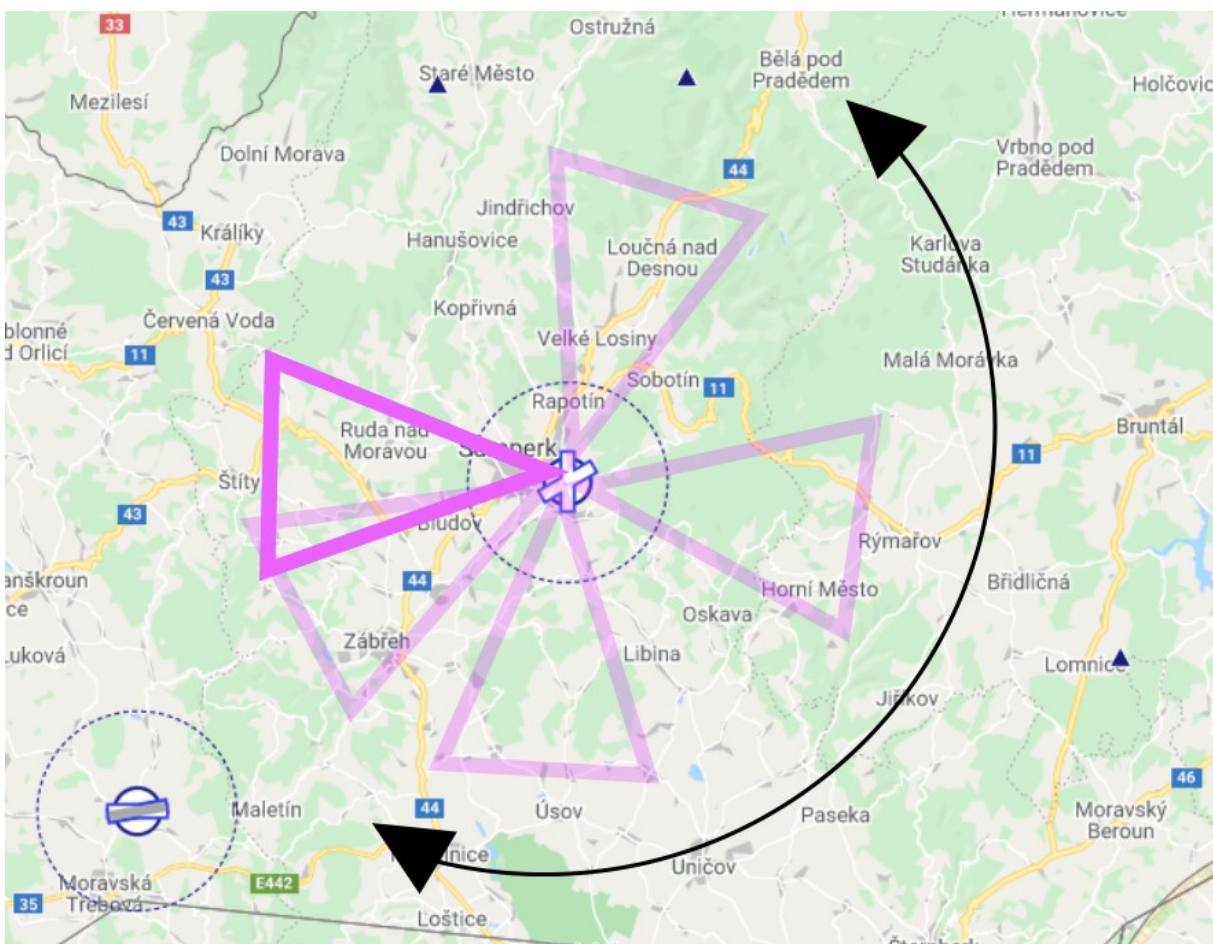 Heřmanovice
33
Ostružná
Bělá pod
Pradědem
Staré Město
Holčovic
Mezilesí
Dolní Morava
44
Vrbno pod
Pradědem
Jindřichov
43
Králíky
Hanušovice
Loučná nad
Desnou
Karlova
Studánka
43
Kopřivná
Červená Voda
blonné
d Orlicí
11
Velké Losiny
Malá Morávka
Sobotín
11
Rapotín
Ruda nad
Moravou
Bruntál
11
Štíty
43
Bludov
Rýmařov
anškroun
ce
44
Horní Město
Břidličná
Oskava
Zábřeh
Libina
Luková
Lomnice
Jiříkov
46
Maletín
44
Úsov
Paseka
Moravský
Beroun
Uničov
Moravská
Třebová
E442
35
Loštice
Šternberk